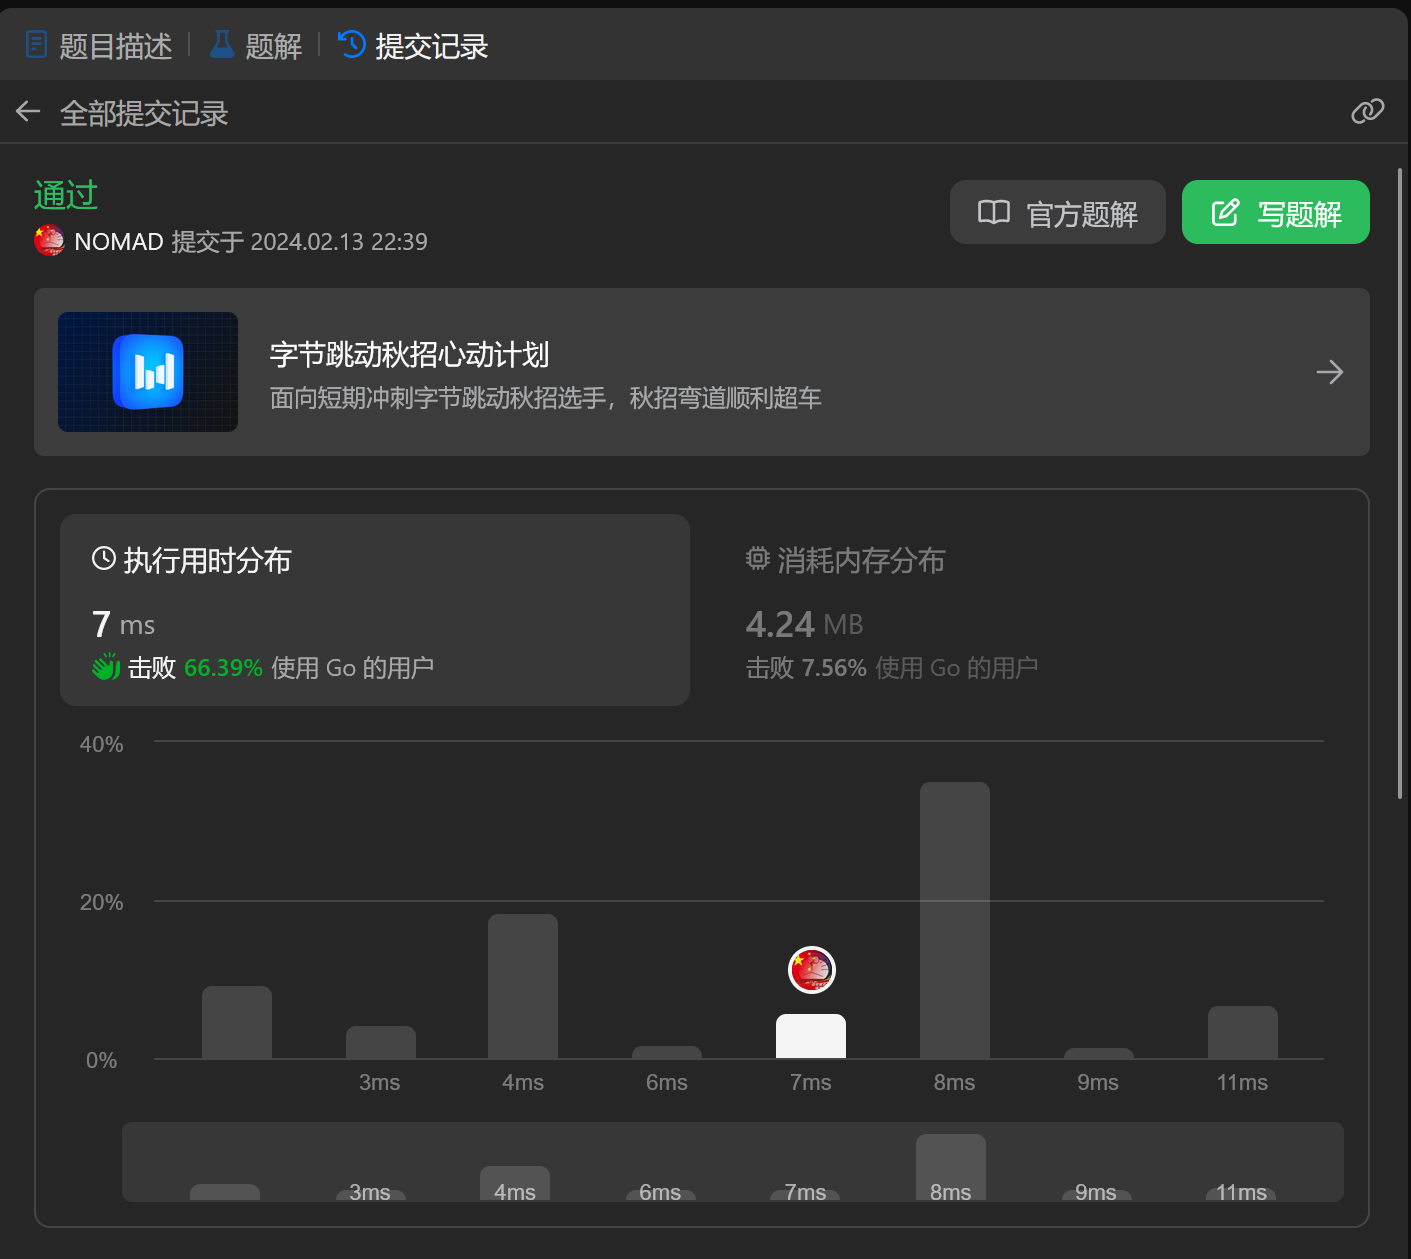 题目描述 题解 提交记录
全部提交记录
通过
NOMAD 提交于 2024.02.13 22:39
官方题解
写题解
字节跳动秋招心动计划
面向短期冲刺字节跳动秋招选手，秋招弯道顺利超车
执行用时分布
7 ms
击败 66.39% 使用 Go 的用户
消耗内存分布
4.24 MB
击败 7.56% 使用 Go 的用户
40%
20%
0%
3ms 4ms 6ms 7ms 8ms 9ms 11ms
3ms 4ms 6ms 7ms 8ms 9ms 11ms